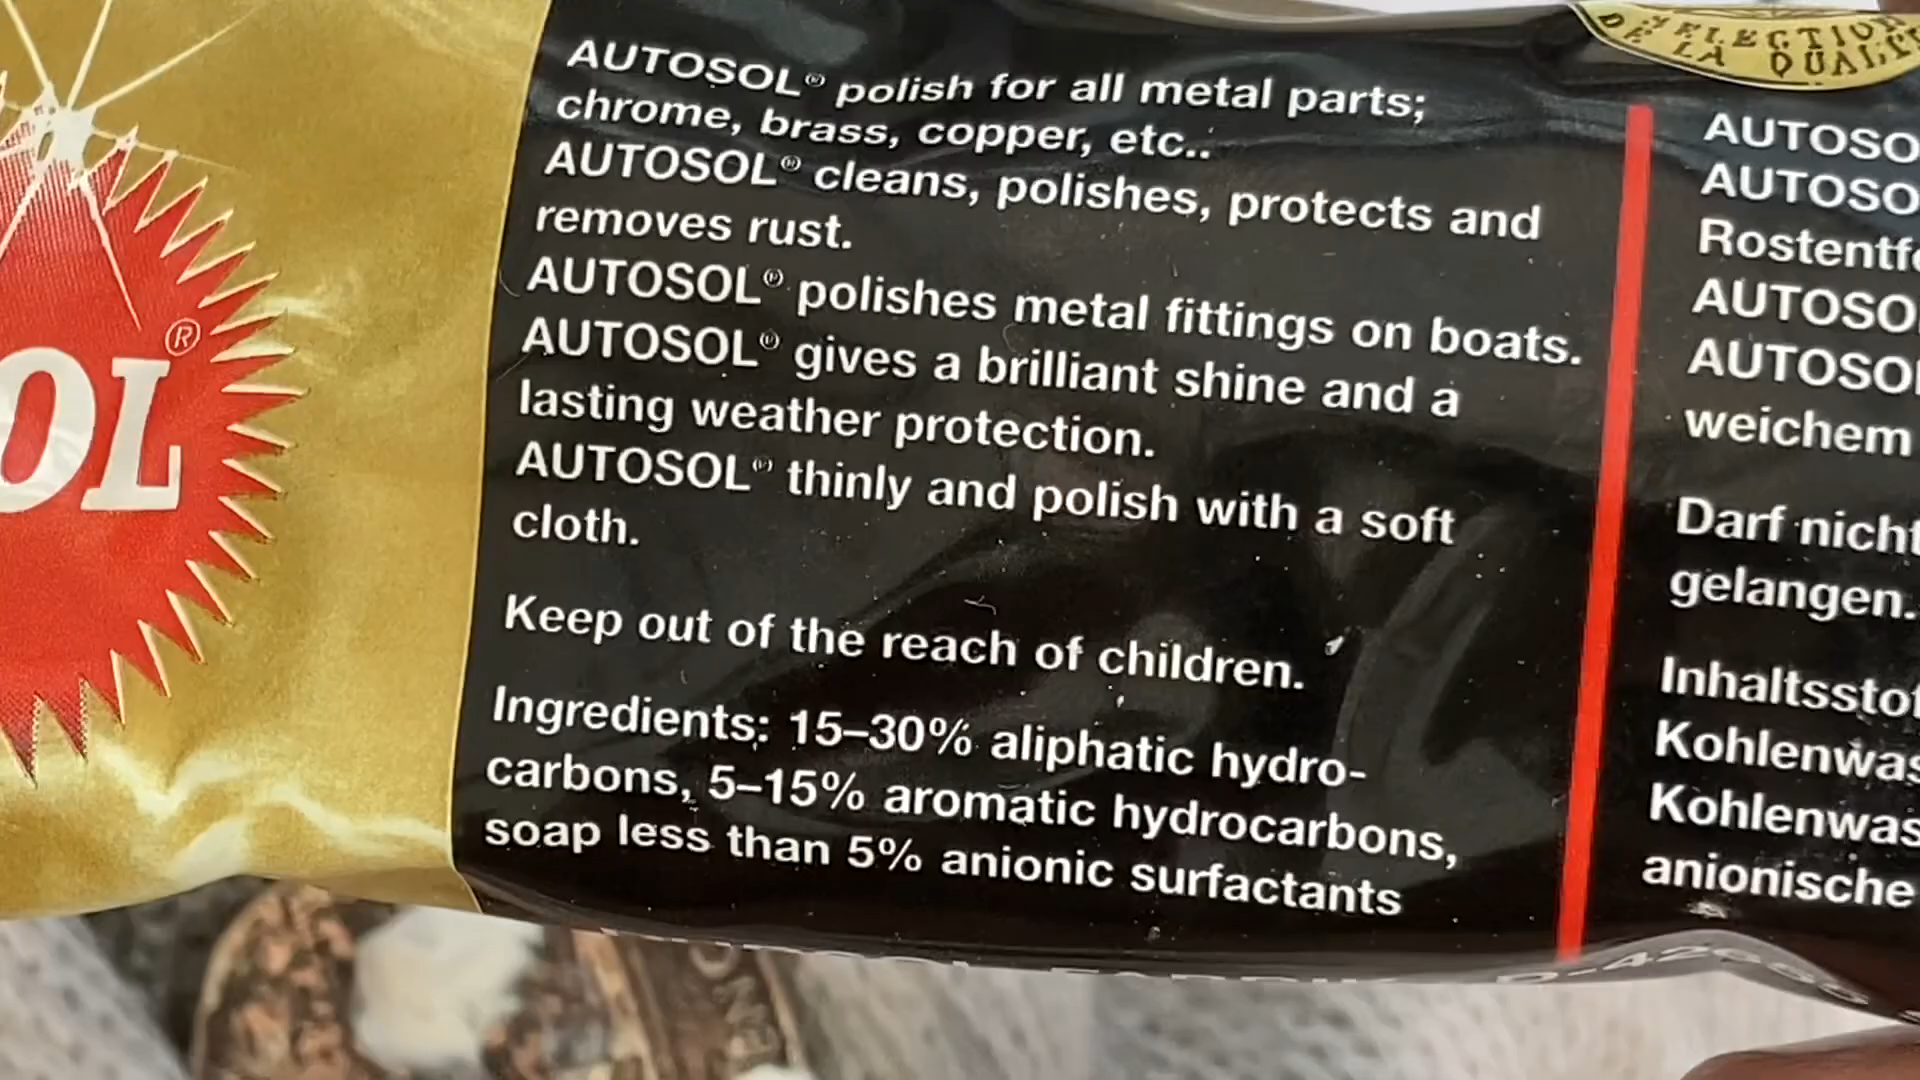 OL®
AUTOSOL® polish for all metal parts;
chrome, brass, copper, etc..
AUTOSOL® cleans, polishes, protects and
removes rust.
AUTOSOL® polishes metal fittings on boats.
AUTOSOL® gives a brilliant shine and a
lasting weather protection.
AUTOSOL® thinly and polish with a soft
cloth.
Keep out of the reach of children.
Ingredients: 15–30% aliphatic hydro-
carbons, 5–15% aromatic hydrocarbons,
soap less than 5% anionic surfactants
SELECTION
DE LA QUALIT
AUTOSO
AUTOSO
Rostentf
AUTOSO
AUTOSO
weichem
Darf nicht
gelangen.
Inhaltssto
Kohlenwas
Kohlenwas
anionische